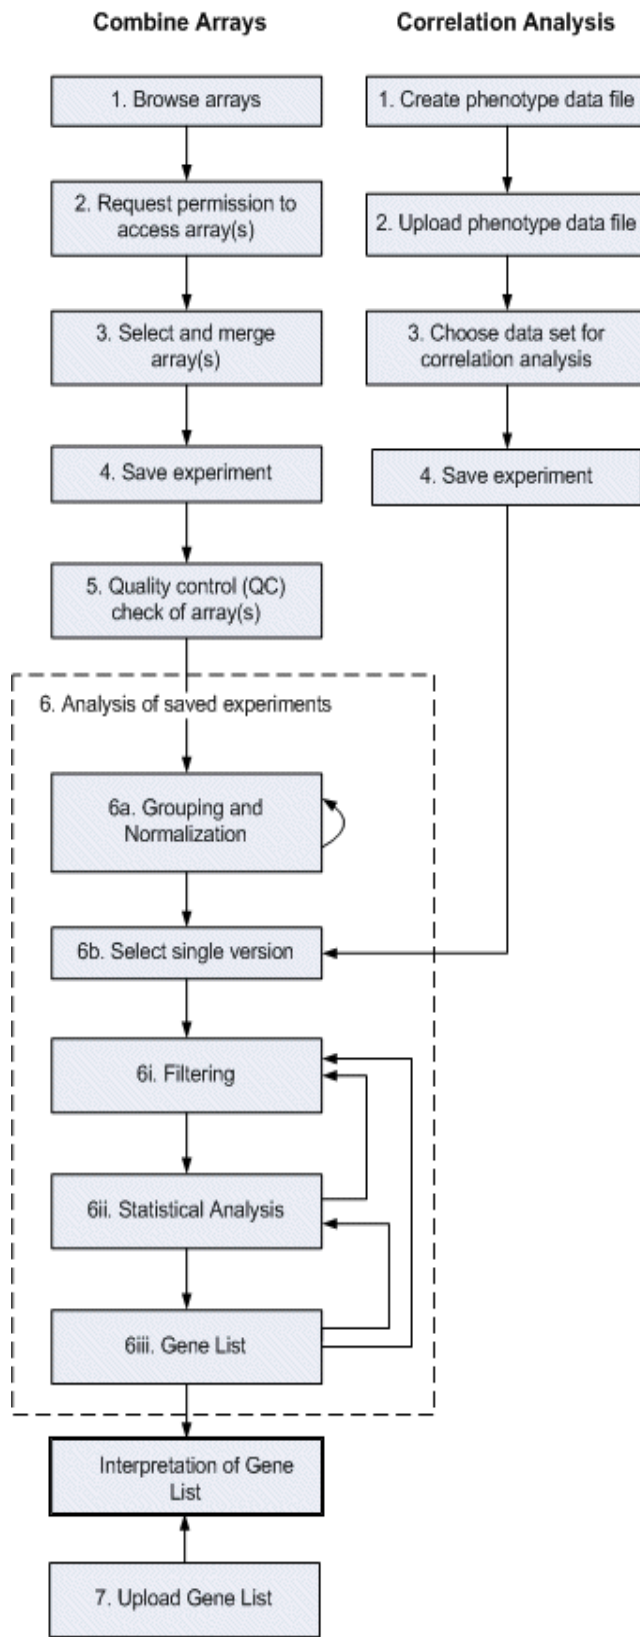 Combine Arrays
Correlation Analysis
1. Browse arrays
2. Request permission to
access array(s)
3. Select and merge
array(s)
4. Save experiment
5. Quality control (QC)
check of array(s)
1. Create phenotype data file
2. Upload phenotype data file
3. Choose data set for
correlation analysis
4. Save experiment
6. Analysis of saved experiments
6a. Grouping and
Normalization
6b. Select single version
6i. Filtering
6ii. Statistical Analysis
6iii. Gene List
Interpretation of Gene
List
7. Upload Gene List